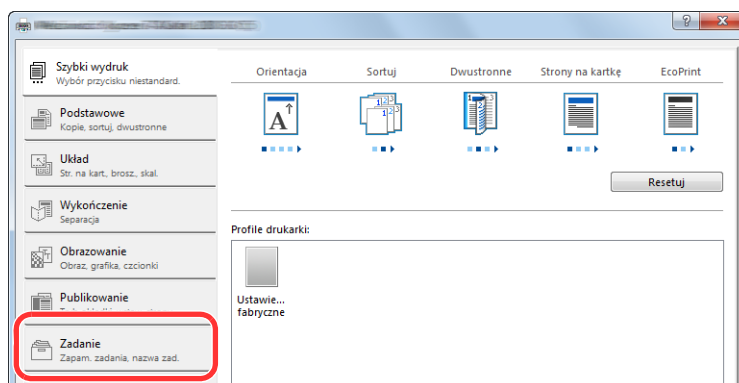 Szybki wydruk
Wybór przycisku niestandard.
Podstawowe
Kopie, sortuj, dwustronne
Układ
Str. na kart., brosz., skal.
Wykończenie
Separacja
Obrazowanie
Obraz, grafika, czcionki
Publikowanie
Zadanie
Zapam. zadania, nazwa zad.
Orientacja Sortuj Dwustronne Strony na kartkę EcoPrint
Resetuj
Profile drukarki:
Ustawie...
fabryczne